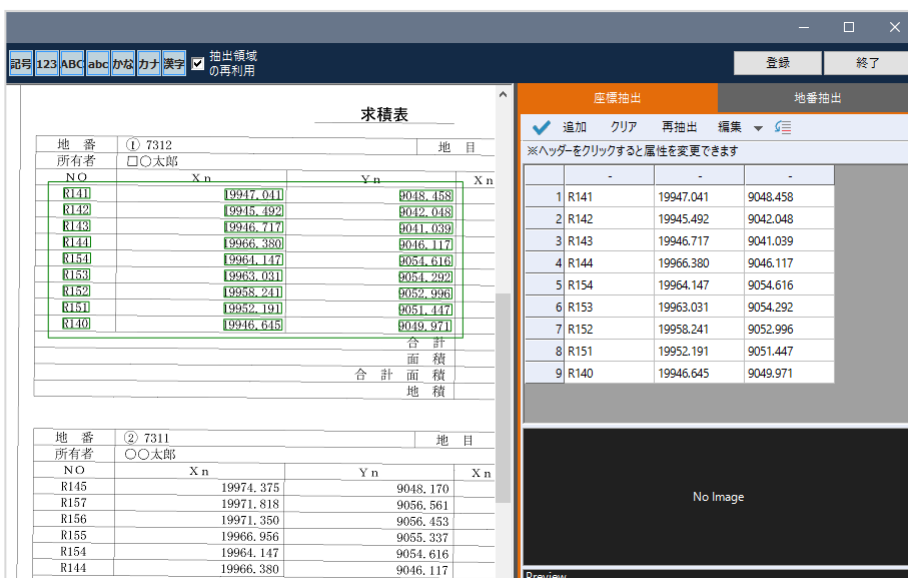 記号 123 ABC abc かな カナ 漢字 抽出領域の再利用 登録 終了
求積表
地 番 ① 7312 地 目
所有者 □○太郎
NO Xn Yn Xn
R141 19947.041 9048.458
R142 19945.492 9042.048
R143 19946.717 9041.039
R144 19966.380 9046.117
R154 19964.147 9054.616
R153 19963.031 9054.292
R152 19958.241 9052.996
R151 19952.191 9051.447
R140 19946.645 9049.971
合 計
面 積
合 計 面 積
地 積
地 番 ② 7311 地 目
所有者 ○○太郎
NO Xn Yn Xn
R145 19974.375 9048.170
R157 19971.818 9056.561
R156 19971.350 9056.453
R155 19966.956 9055.337
R154 19964.147 9054.616
R144 19966.380 9046.117
座標抽出 地番抽出
追加 クリア 再抽出 編集
※ヘッダーをクリックすると属性を変更できます
- - -
1 R141 19947.041 9048.458
2 R142 19945.492 9042.048
3 R143 19946.717 9041.039
4 R144 19966.380 9046.117
5 R154 19964.147 9054.616
6 R153 19963.031 9054.292
7 R152 19958.241 9052.996
8 R151 19952.191 9051.447
9 R140 19946.645 9049.971
No Image
Preview